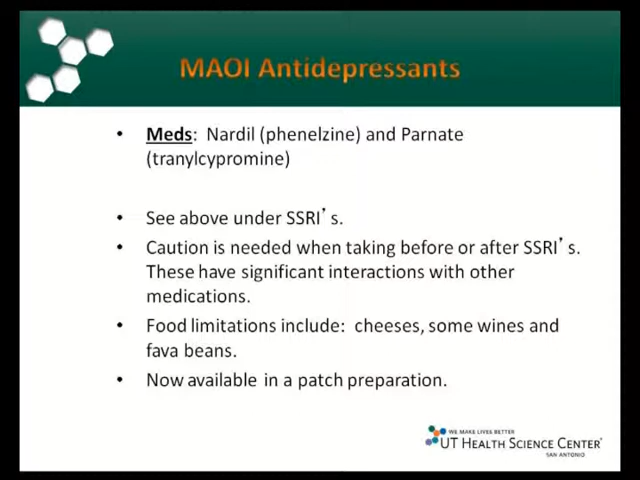 MAOI Antidepressants
• Meds: Nardil (phenelzine) and Parnate
(tranylcypromine)
• See above under SSRI's.
• Caution is needed when taking before or after SSRI's.
These have significant interactions with other
medications.
• Food limitations include: cheeses, some wines and
fava beans.
• Now available in a patch preparation.
WE MAKE LIVES BETTER
UT HEALTH SCIENCE CENTER®
SAN ANTONIO